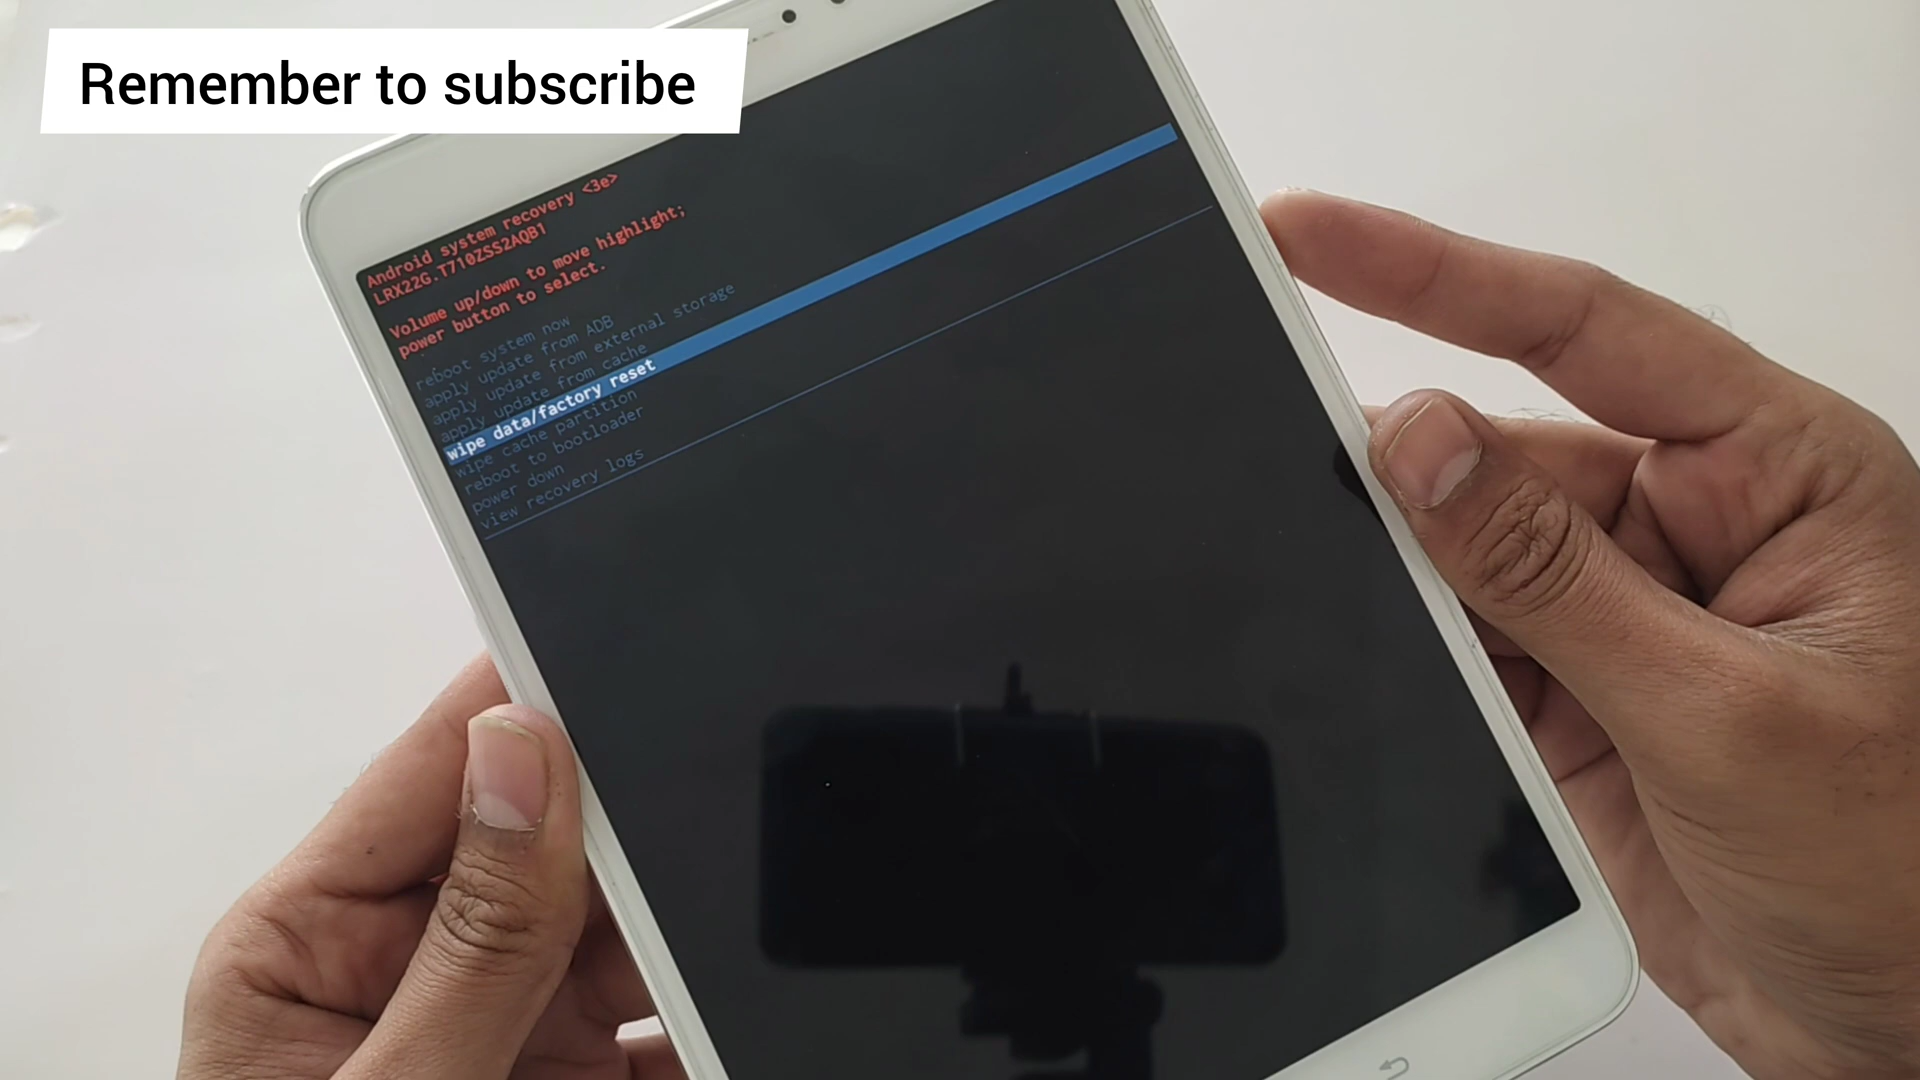 Remember to subscribe
Android system recovery <3e>
LRX22G.T710ZSS2AQB1
Volume up/down to move highlight;
power button to select.
reboot system now
apply update from ADB
apply update from external storage
apply update from cache
wipe data/factory reset
wipe cache partition
reboot to bootloader
power down
view recovery logs